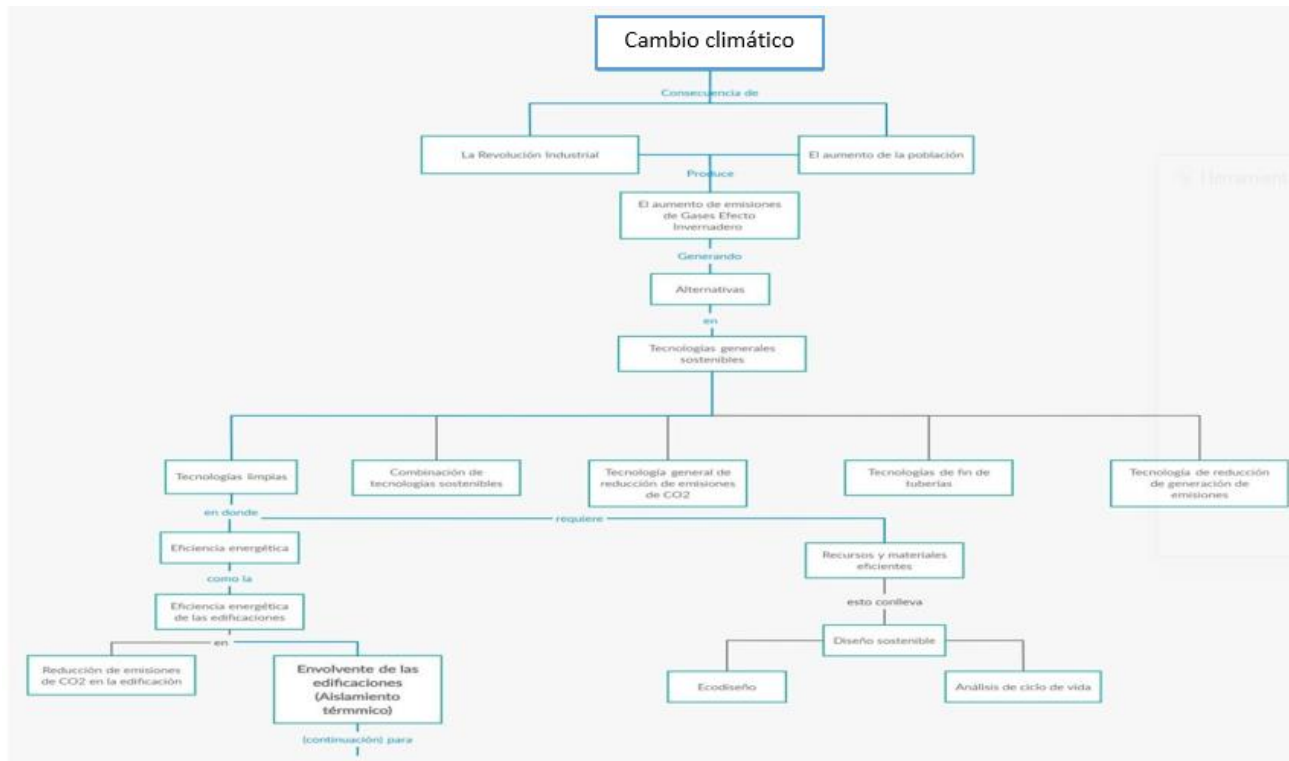 Cambio climático
Consecuencia de
La Revolución Industrial
El aumento de la población
Produce
El aumento de emisiones
de Gases Efecto
Invernadero
Generando
Alternativas
en
Tecnologías generales
sostenibles
Tecnologías limpias
Combinación de
tecnologías sostenibles
Tecnología general de
reducción de emisiones
de CO2
Tecnologías de fin de
tuberías
Tecnología de reducción
de generación de
emisiones
en donde
requiere
Eficiencia energética
Recursos y materiales
eficientes
como la
esto conlleva
Eficiencia energética
de las edificaciones
Diseño sostenible
en
Reducción de emisiones
de CO2 en la edificación
Envolvente de las
edificaciones
(Aislamiento
térmmico)
Ecodiseño
Análisis de ciclo de vida
(continuación) para